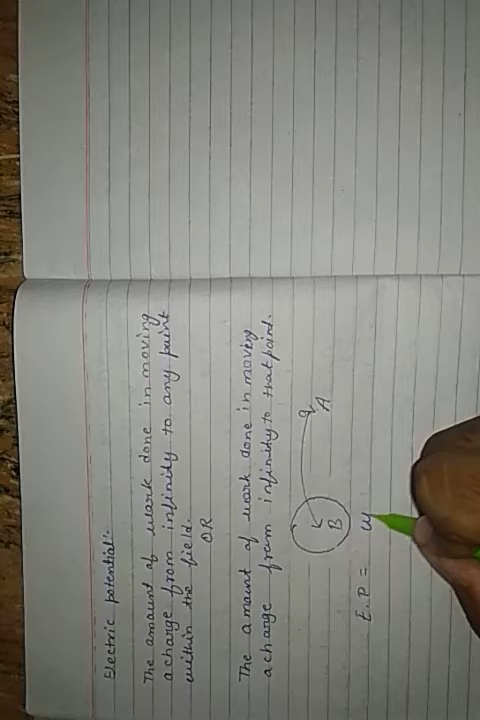 Electric potential:-
The amount of work done in moving
a charge from infinity to any point
within the field.
OR
The amount of work done in moving
a charge from infinity to that point.
q
A
B
E.P = W